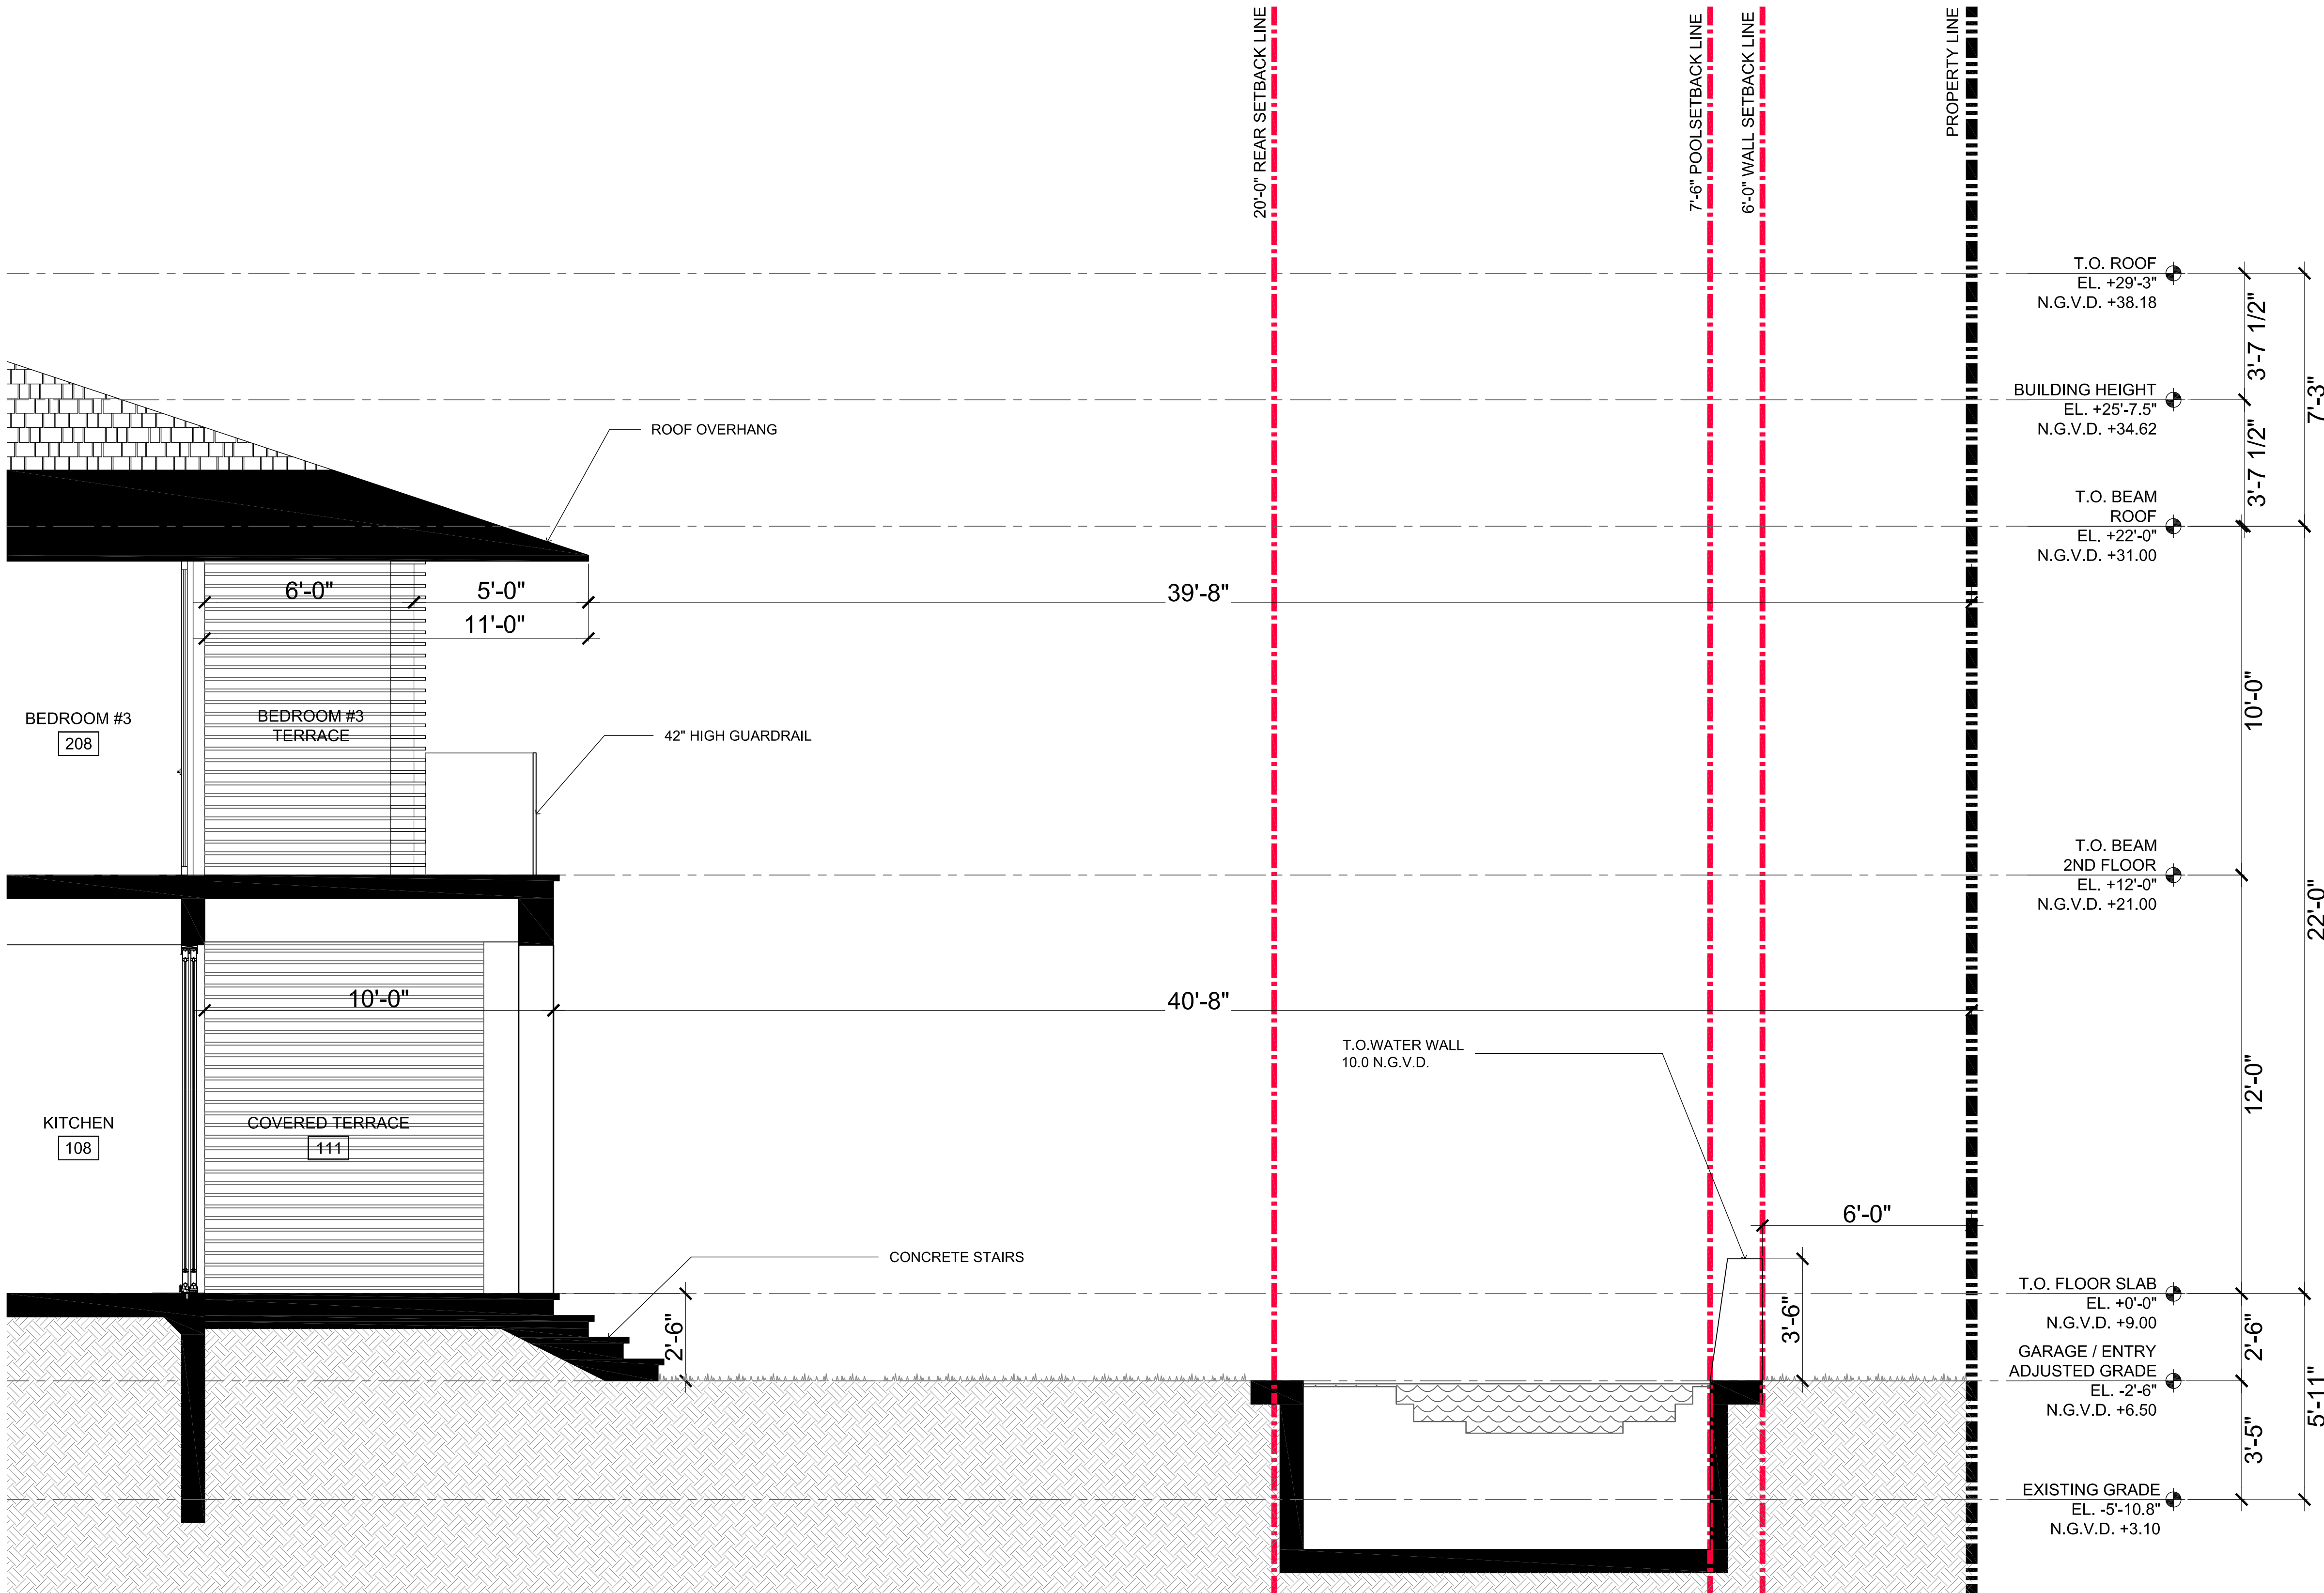 20'-0" REAR SETBACK LINE
7'-6" POOLSETBACK LINE
6'-0" WALL SETBACK LINE
PROPERTY LINE
T.O. ROOF
EL. +29'-3"
N.G.V.D. +38.18
3'-7 1/2"
7'-3"
BUILDING HEIGHT
EL. +25'-7.5"
N.G.V.D. +34.62
3'-7 1/2"
ROOF OVERHANG
T.O. BEAM
ROOF
EL. +22'-0"
N.G.V.D. +31.00
6'-0"
5'-0"
39'-8"
11'-0"
10'-0"
BEDROOM #3
208
BEDROOM #3
TERRACE
42" HIGH GUARDRAIL
T.O. BEAM
2ND FLOOR
EL. +12'-0"
N.G.V.D. +21.00
22'-0"
10'-0"
40'-8"
T.O.WATER WALL
10.0 N.G.V.D.
12'-0"
KITCHEN
108
COVERED TERRACE
111
6'-0"
CONCRETE STAIRS
2'-6"
3'-6"
T.O. FLOOR SLAB
EL. +0'-0"
N.G.V.D. +9.00
2'-6"
GARAGE / ENTRY
ADJUSTED GRADE
EL. -2'-6"
N.G.V.D. +6.50
5'-11"
3'-5"
EXISTING GRADE
EL. -5'-10.8"
N.G.V.D. +3.10